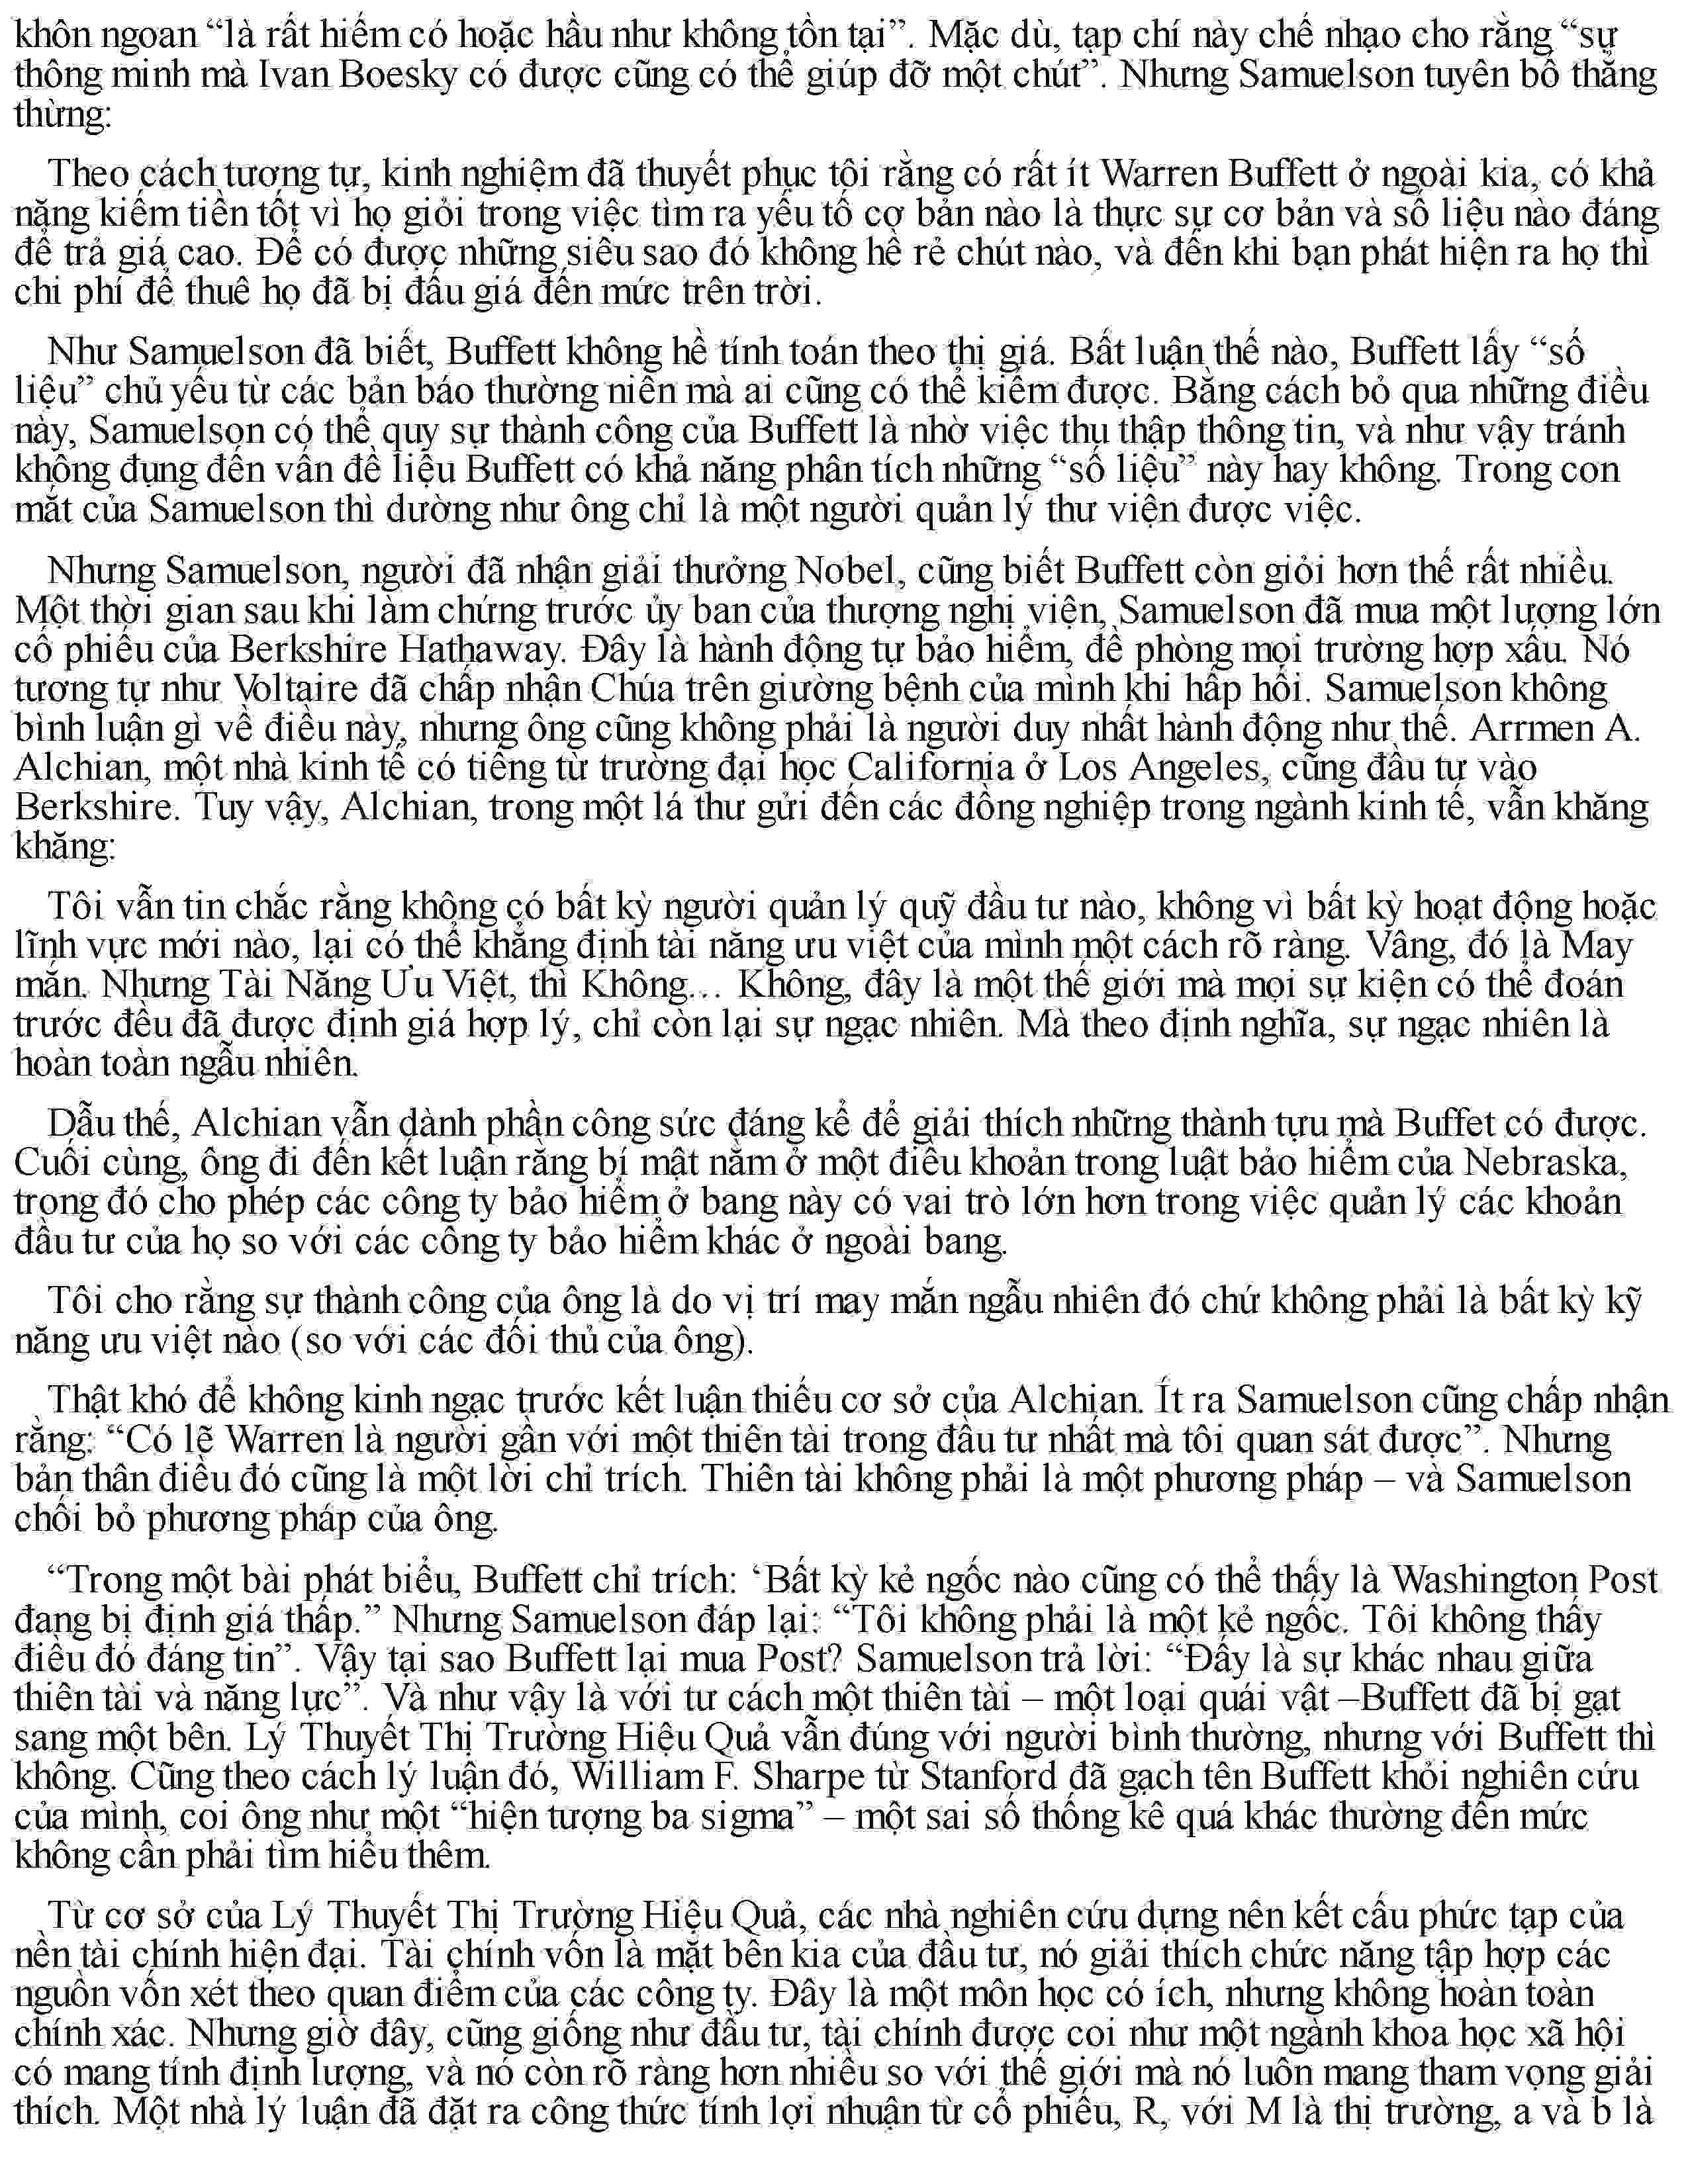 khôn ngoan “là rất hiếm có hoặc hầu như không tồn tại”. Mặc dù, tạp chí này chế nhạo cho rằng “sự
thông minh mà Ivan Boesky có được cũng có thể giúp đỡ một chút”. Nhưng Samuelson tuyên bố thẳng
thừng:
Theo cách tương tự, kinh nghiệm đã thuyết phục tôi rằng có rất ít Warren Buffett ở ngoài kia, có khả
năng kiếm tiền tốt vì họ giỏi trong việc tìm ra yếu tố cơ bản nào là thực sự cơ bản và số liệu nào đáng
để trả giá cao. Để có được những siêu sao đó không hề rẻ chút nào, và đến khi bạn phát hiện ra họ thì
chi phí để thuê họ đã bị đấu giá đến mức trên trời.
Như Samuelson đã biết, Buffett không hề tính toán theo thị giá. Bất luận thế nào, Buffett lấy “số
liệu” chủ yếu từ các bản báo thường niên mà ai cũng có thể kiếm được. Bằng cách bỏ qua những điều
này, Samuelson có thể quy sự thành công của Buffett là nhờ việc thu thập thông tin, và như vậy tránh
không đụng đến vấn đề liệu Buffett có khả năng phân tích những “số liệu” này hay không. Trong con
mắt của Samuelson thì dường như ông chỉ là một người quản lý thư viện được việc.
Nhưng Samuelson, người đã nhận giải thưởng Nobel, cũng biết Buffett còn giỏi hơn thế rất nhiều.
Một thời gian sau khi làm chứng trước ủy ban của thượng nghị viện, Samuelson đã mua một lượng lớn
cổ phiếu của Berkshire Hathaway. Đây là hành động tự bảo hiểm, đề phòng mọi trường hợp xấu. Nó
tương tự như Voltaire đã chấp nhận Chúa trên giường bệnh của mình khi hấp hối. Samuelson không
bình luận gì về điều này, nhưng ông cũng không phải là người duy nhất hành động như thế. Arrmen A.
Alchian, một nhà kinh tế có tiếng từ trường đại học California ở Los Angeles, cũng đầu tư vào
Berkshire. Tuy vậy, Alchian, trong một lá thư gửi đến các đồng nghiệp trong ngành kinh tế, vẫn khăng
khăng:
Tôi vẫn tin chắc rằng không có bất kỳ người quản lý quỹ đầu tư nào, không vì bất kỳ hoạt động hoặc
lĩnh vực mới nào, lại có thể khẳng định tài năng ưu việt của mình một cách rõ ràng. Vâng, đó là May
mắn. Nhưng Tài Năng Ưu Việt, thì Không… Không, đây là một thế giới mà mọi sự kiện có thể đoán
trước đều đã được định giá hợp lý, chỉ còn lại sự ngạc nhiên. Mà theo định nghĩa, sự ngạc nhiên là
hoàn toàn ngẫu nhiên.
Dẫu thế, Alchian vẫn dành phần công sức đáng kể để giải thích những thành tựu mà Buffet có được.
Cuối cùng, ông đi đến kết luận rằng bí mật nằm ở một điều khoản trong luật bảo hiểm của Nebraska,
trong đó cho phép các công ty bảo hiểm ở bang này có vai trò lớn hơn trong việc quản lý các khoản
đầu tư của họ so với các công ty bảo hiểm khác ở ngoài bang.
Tôi cho rằng sự thành công của ông là do vị trí may mắn ngẫu nhiên đó chứ không phải là bất kỳ kỹ
năng ưu việt nào (so với các đối thủ của ông).
Thật khó để không kinh ngạc trước kết luận thiếu cơ sở của Alchian. Ít ra Samuelson cũng chấp nhận
rằng: “Có lẽ Warren là người gần với một thiên tài trong đầu tư nhất mà tôi quan sát được”. Nhưng
bản thân điều đó cũng là một lời chỉ trích. Thiên tài không phải là một phương pháp – và Samuelson
chối bỏ phương pháp của ông.
“Trong một bài phát biểu, Buffett chỉ trích: ‘Bất kỳ kẻ ngốc nào cũng có thể thấy là Washington Post
đang bị định giá thấp.” Nhưng Samuelson đáp lại: “Tôi không phải là một kẻ ngốc. Tôi không thấy
điều đó đáng tin”. Vậy tại sao Buffett lại mua Post? Samuelson trả lời: “Đấy là sự khác nhau giữa
thiên tài và năng lực”. Và như vậy là với tư cách một thiên tài – một loại quái vật –Buffett đã bị gạt
sang một bên. Lý Thuyết Thị Trường Hiệu Quả vẫn đúng với người bình thường, nhưng với Buffett thì
không. Cũng theo cách lý luận đó, William F. Sharpe từ Stanford đã gạch tên Buffett khỏi nghiên cứu
của mình, coi ông như một “hiện tượng ba sigma” – một sai số thống kê quá khác thường đến mức
không cần phải tìm hiểu thêm.
Từ cơ sở của Lý Thuyết Thị Trường Hiệu Quả, các nhà nghiên cứu dựng nên kết cấu phức tạp của
nền tài chính hiện đại. Tài chính vốn là mặt bên kia của đầu tư, nó giải thích chức năng tập hợp các
nguồn vốn xét theo quan điểm của các công ty. Đây là một môn học có ích, nhưng không hoàn toàn
chính xác. Nhưng giờ đây, cũng giống như đầu tư, tài chính được coi như một ngành khoa học xã hội
có mang tính định lượng, và nó còn rõ ràng hơn nhiều so với thế giới mà nó luôn mang tham vọng giải
thích. Một nhà lý luận đã đặt ra công thức tính lợi nhuận từ cổ phiếu, R, với M là thị trường, a và b là